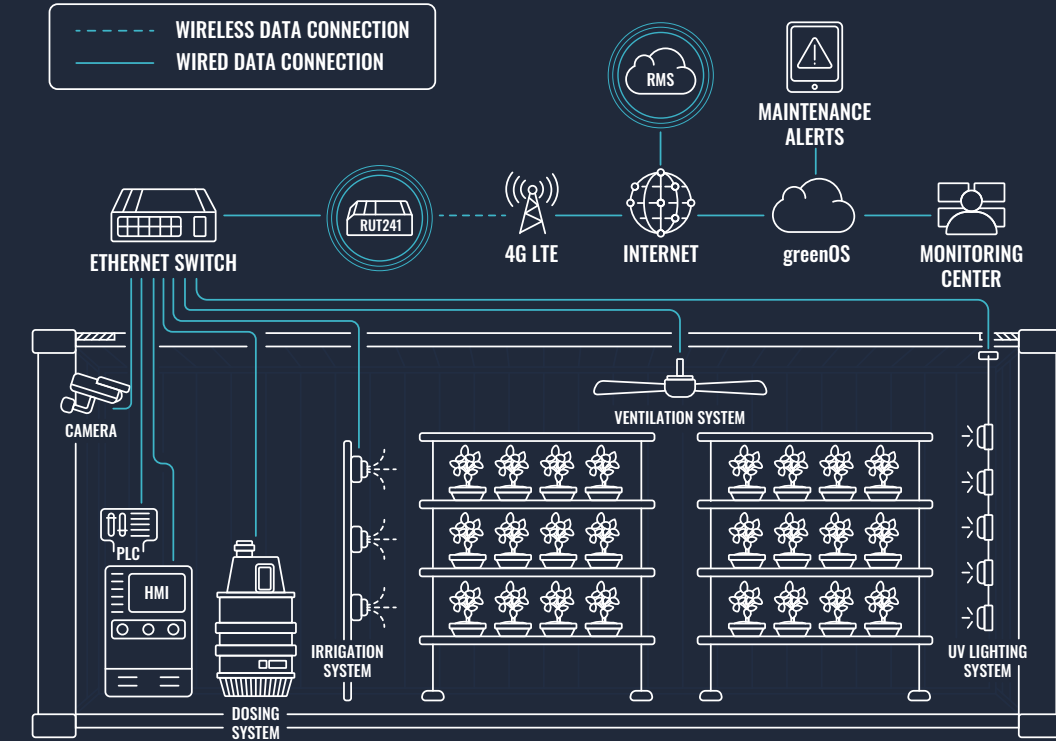 WIRELESS DATA CONNECTION
WIRED DATA CONNECTION
RMS
MAINTENANCE
ALERTS
RUT241
ETHERNET SWITCH
4G LTE
INTERNET
greenOS
MONITORING
CENTER
CAMERA
VENTILATION SYSTEM
PLC
HMI
IRRIGATION
SYSTEM
UV LIGHTING
SYSTEM
DOSING
SYSTEM